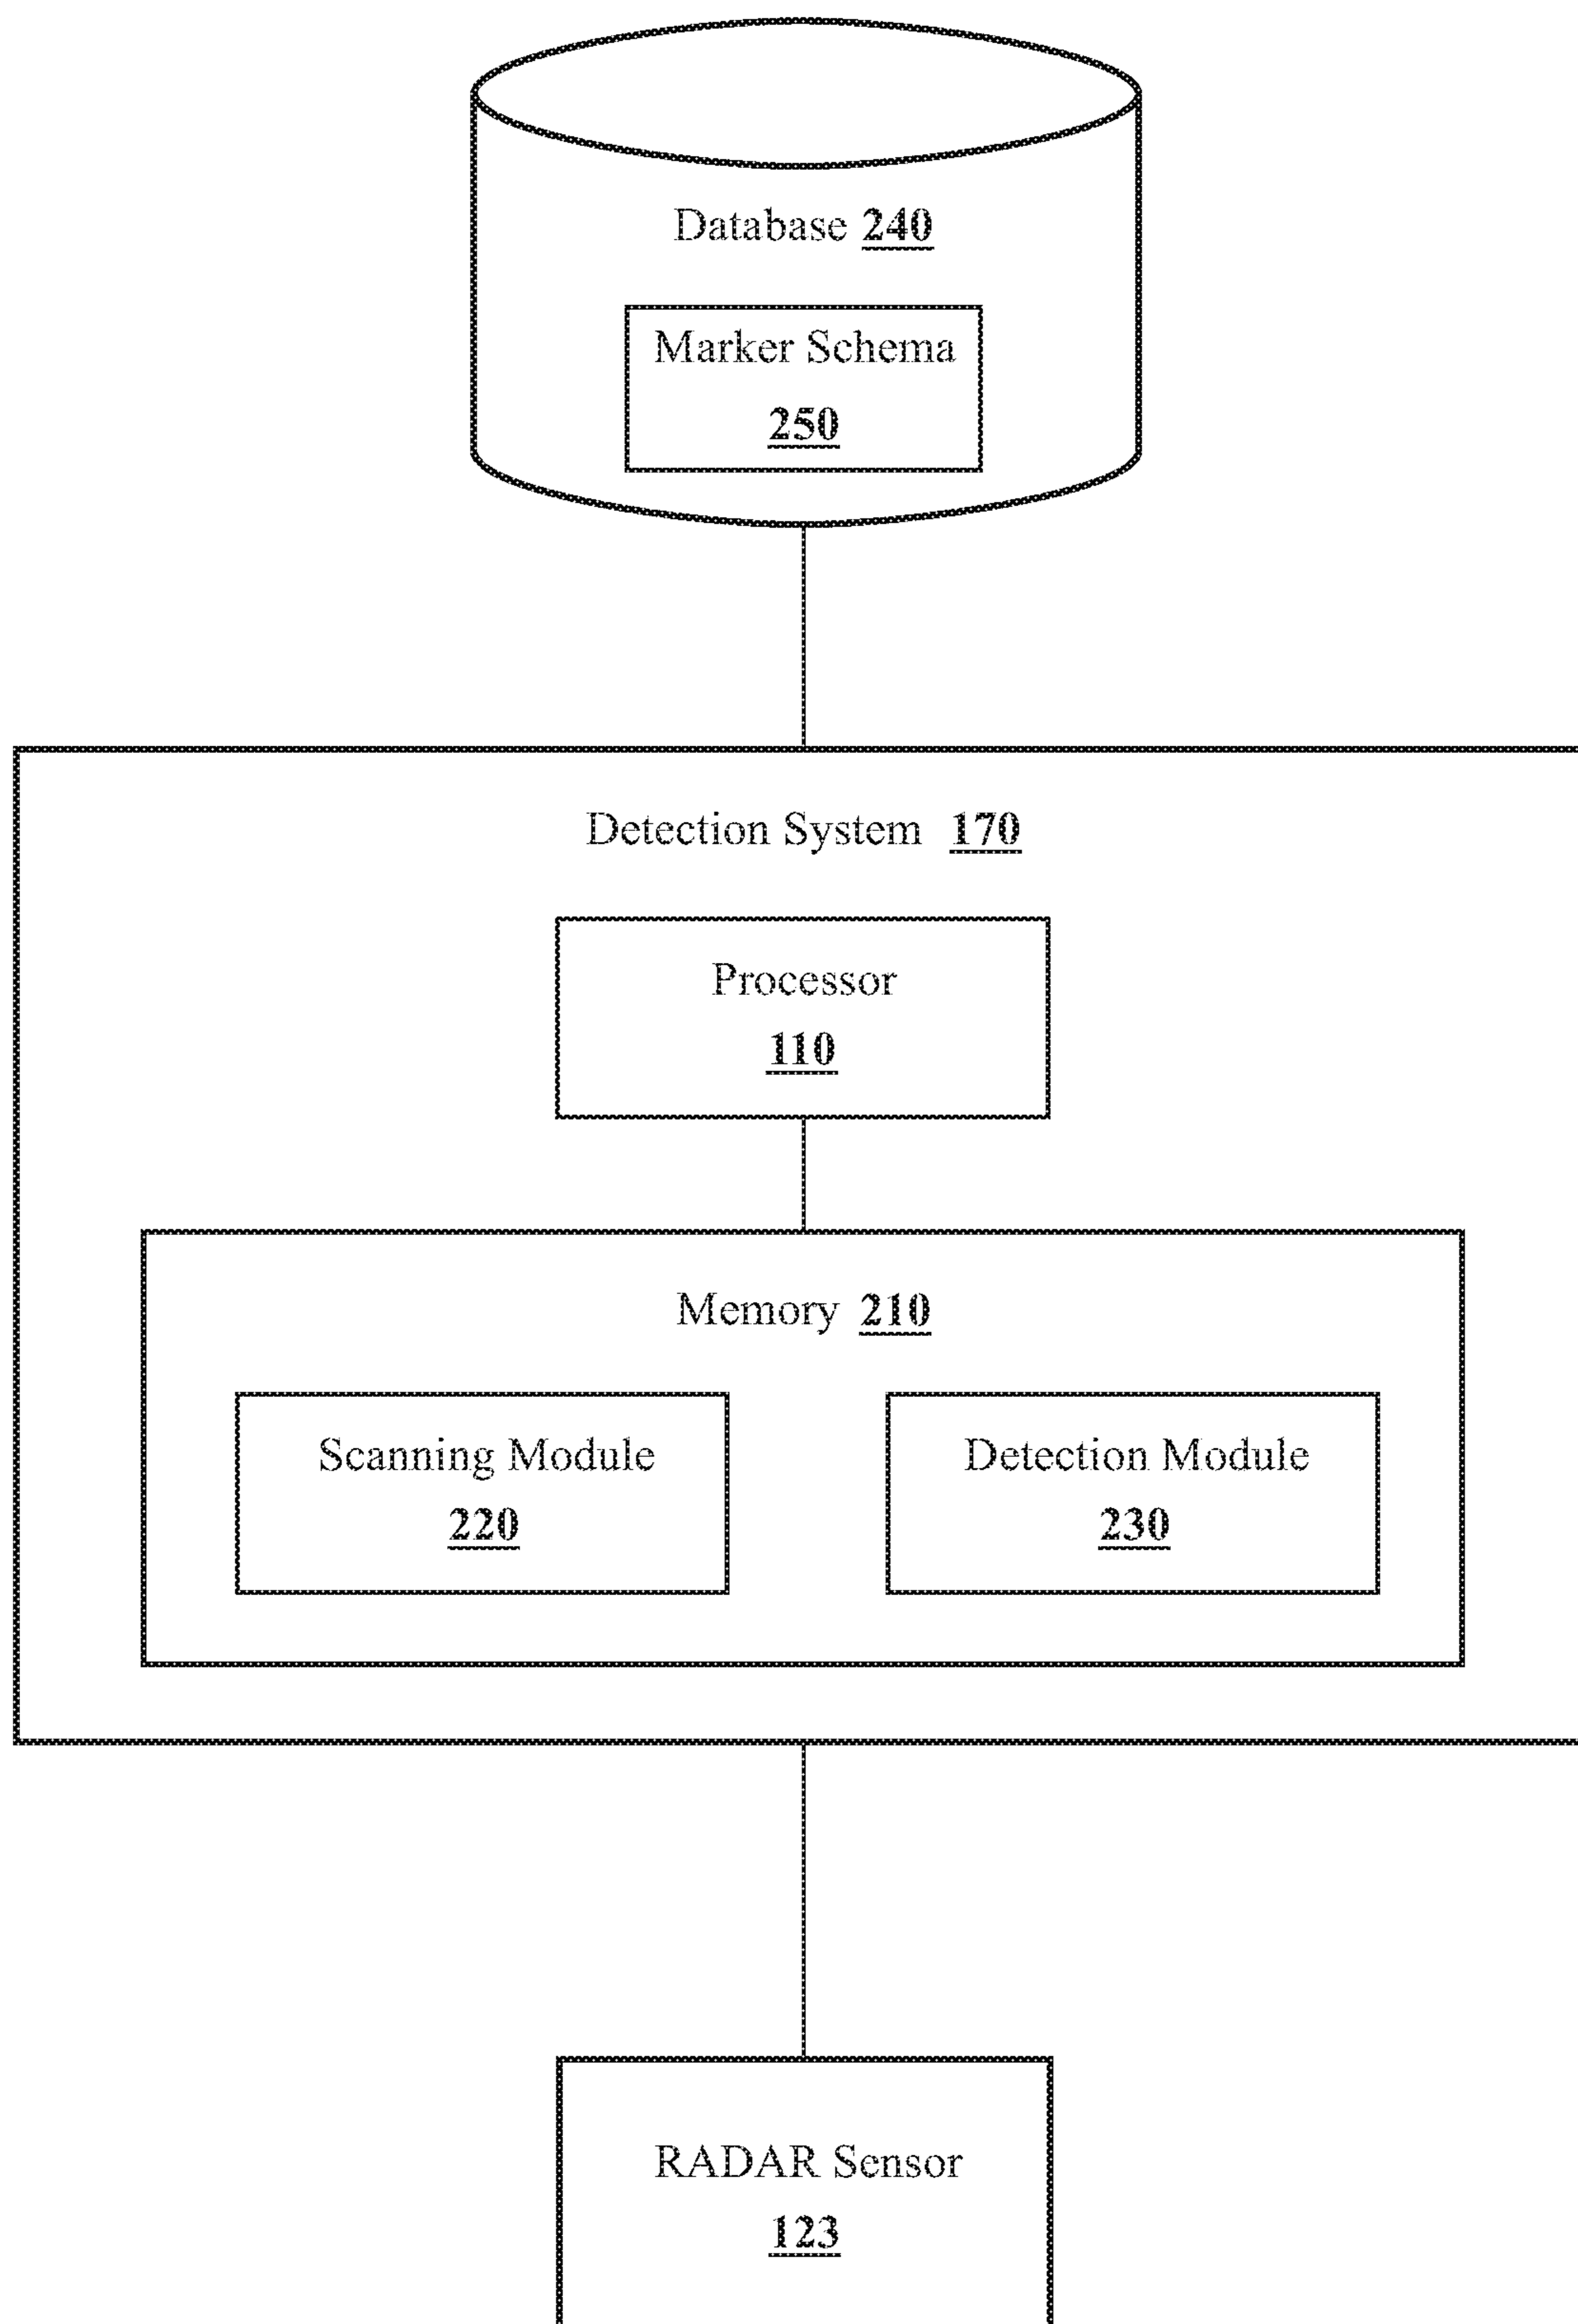 Database 240
Marker Schema
250
Detection System 170
Processor
110
Memory 210
Scanning Module
220
Detection Module
230
RADAR Sensor
123